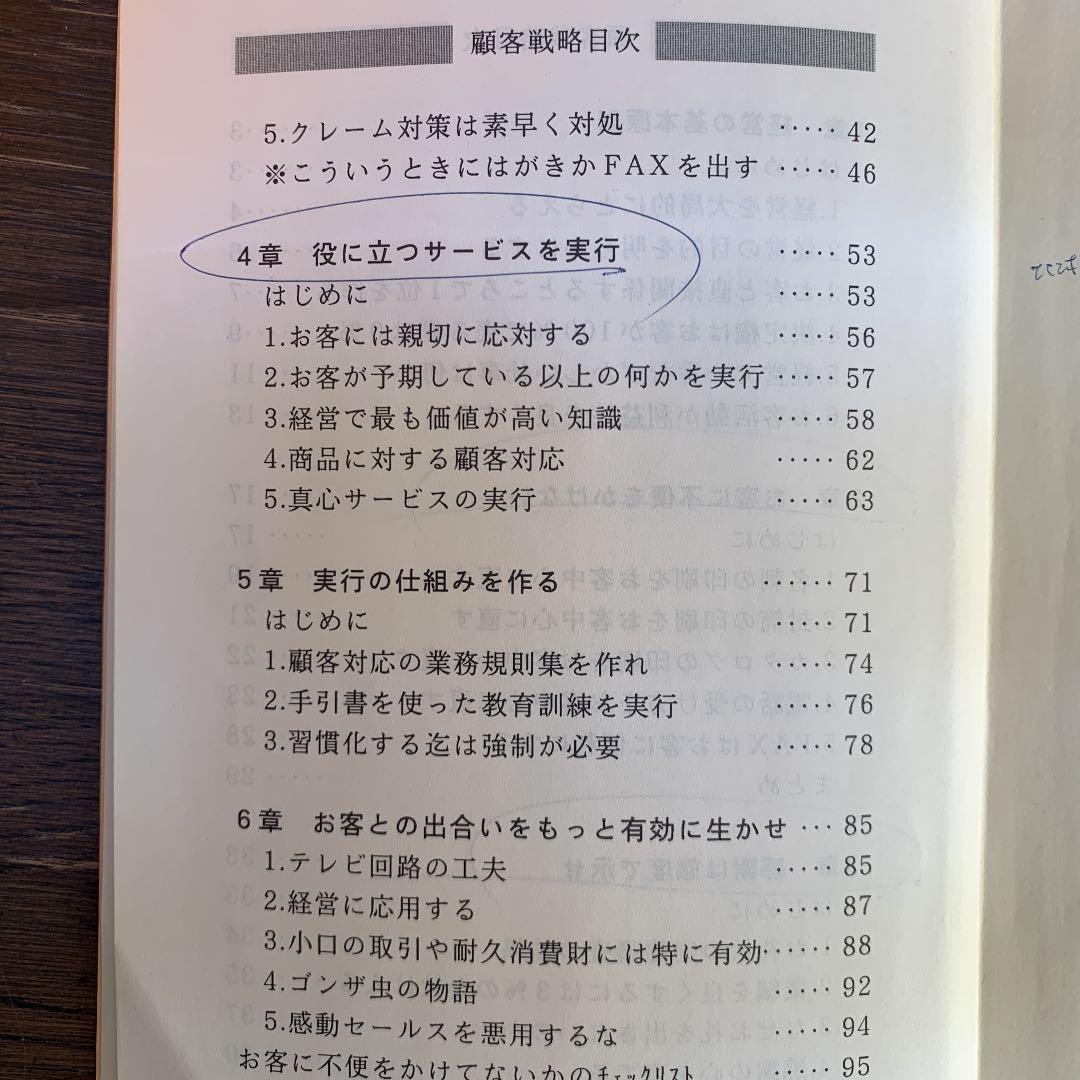 顧客戦略目次
5.クレーム対策は素早く対処 ‥‥‥ 42
※こういうときにはがきかFAXを出す ‥‥‥ 46
4章 役に立つサービスを実行 ‥‥‥ 53
はじめに ‥‥‥ 53
1.お客には親切に応対する ‥‥‥ 56
2.お客が予期している以上の何かを実行 ‥‥‥ 57
3.経営で最も価値が高い知識 ‥‥‥ 58
4.商品に対する顧客対応 ‥‥‥ 62
5.真心サービスの実行 ‥‥‥ 63
5章 実行の仕組みを作る ‥‥‥ 71
はじめに ‥‥‥ 71
1.顧客対応の業務規則集を作れ ‥‥‥ 74
2.手引書を使った教育訓練を実行 ‥‥‥ 76
3.習慣化する迄は強制が必要 ‥‥‥ 78
6章 お客との出合いをもっと有効に生かせ … 85
1.テレビ回路の工夫 ‥‥‥ 85
2.経営に応用する ‥‥‥ 87
3.小口の取引や耐久消費財には特に有効 ‥‥‥ 88
4.ゴンザ虫の物語 ‥‥‥ 92
5.感動セールスを悪用するな ‥‥‥ 94
お客に不便をかけてないかのチェックリスト ‥‥‥ 95